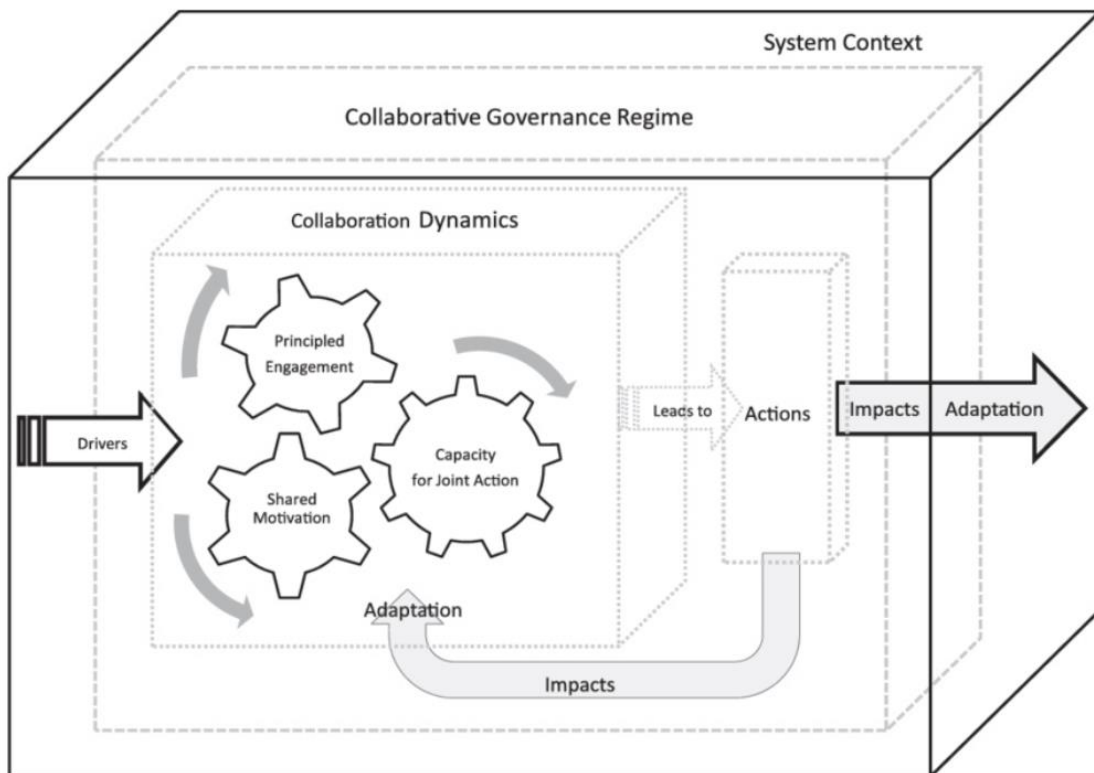 System Context
Collaborative Governance Regime
Collaboration Dynamics
Principled
Engagement
Drivers
Shared
Motivation
Capacity
for Joint Action
Leads to
Actions
Impacts
Adaptation
Adaptation
Impacts